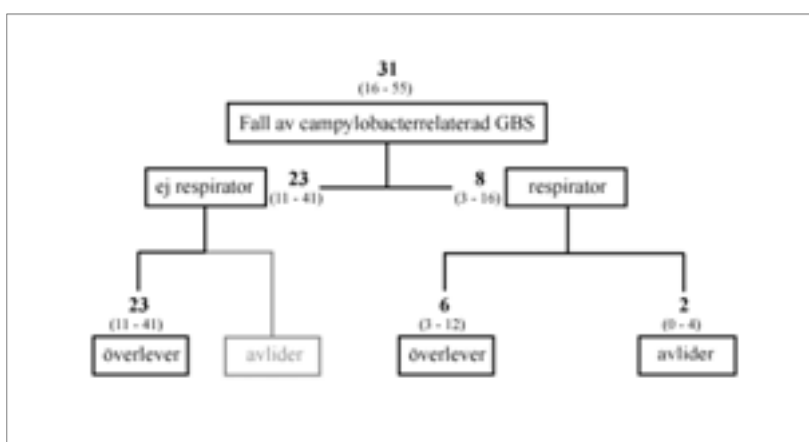 31
(16 - 55)
Fall av campylobacterrelaterad GBS
ej respirator
23
(11 - 41)
8
(3 - 16)
respirator
23
(11 - 41)
överlever
avlider
6
(3 - 12)
överlever
2
(0 - 4)
avlider